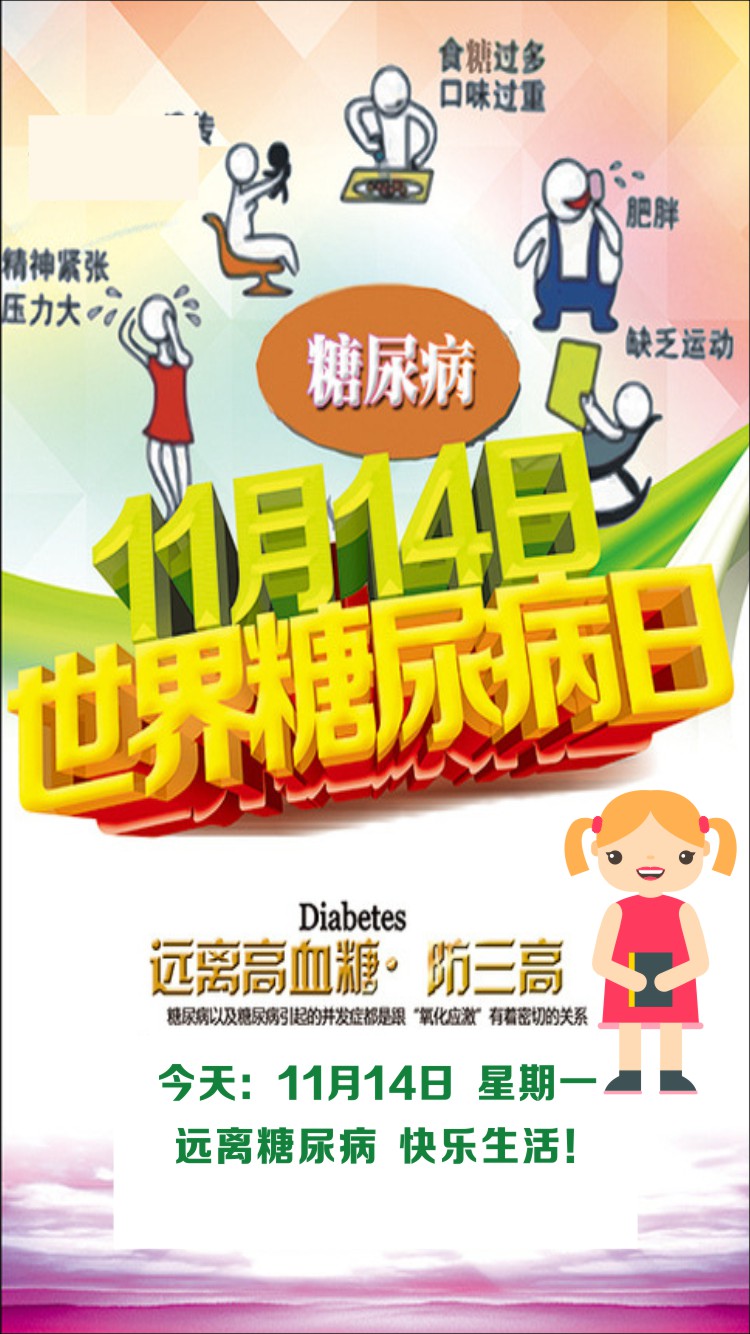 食糖过多
口味过重
传
肥胖
精神紧张
压力大
缺乏运动
糖尿病
11月14日
世界糖尿病日
Diabetes
远离高血糖·防三高
糖尿病以及糖尿病引起的并发症都是跟“氧化应激”有着密切的关系
今天：11月14日 星期一
远离糖尿病 快乐生活！